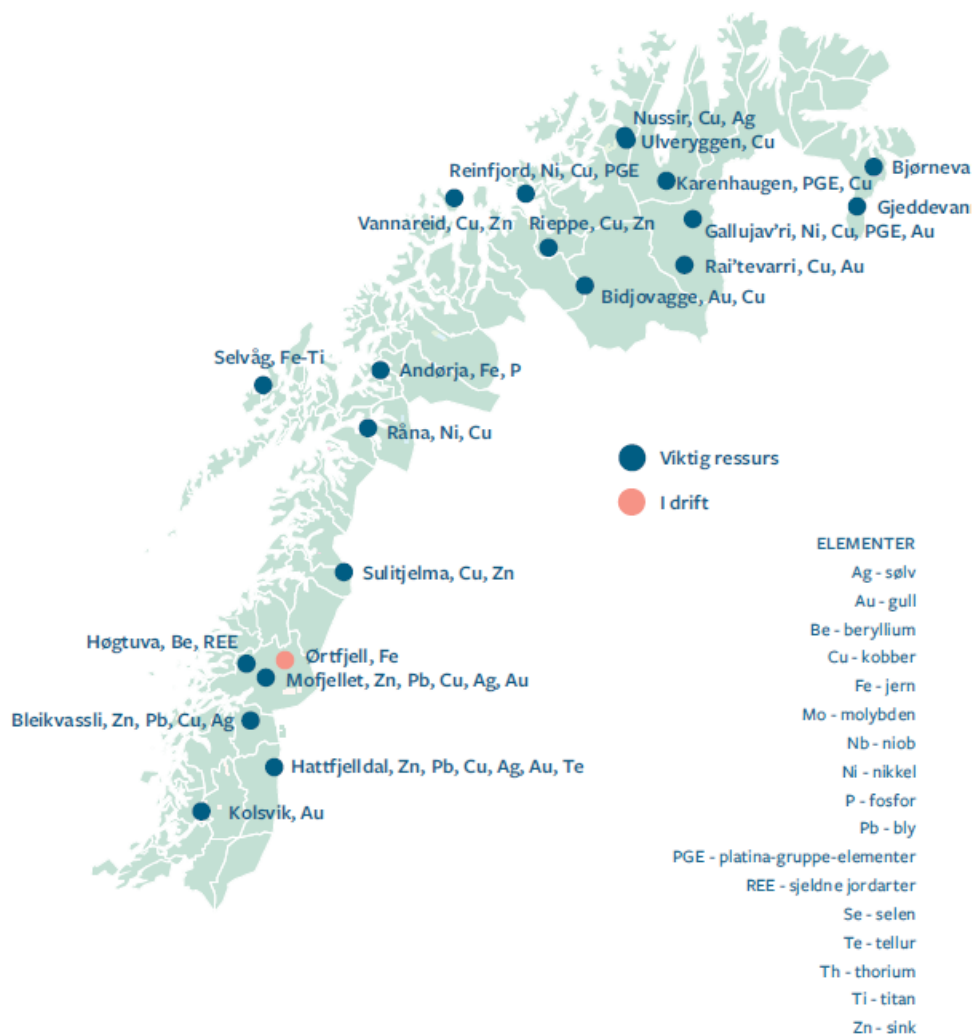 Nussir, Cu, Ag
Ulveryggen, Cu
Reinfjord, Ni, Cu, PGE
Bjørneva
Karenhaugen, PGE, Cu
Gjeddevann
Vannareid, Cu, Zn
Rieppe, Cu, Zn
Gallujav'ri, Ni, Cu, PGE, Au
Rai'tevarri, Cu, Au
Bidjovagge, Au, Cu
Selvåg, Fe-Ti
Andørja, Fe, P
Råna, Ni, Cu
Viktig ressurs
I drift
ELEMENTER
Ag - sølv
Au - gull
Be - beryllium
Cu - kobber
Fe - jern
Mo - molybden
Nb - niob
Ni - nikkel
P - fosfor
Pb - bly
PGE - platina-gruppe-elementer
REE - sjeldne jordarter
Se - selen
Te - tellur
Th - thorium
Ti - titan
Zn - sink
Sulitjelma, Cu, Zn
Høgtuva, Be, REE
Ørtfjell, Fe
Mofjellet, Zn, Pb, Cu, Ag, Au
Bleikvassli, Zn, Pb, Cu, Ag
Hattfjelldal, Zn, Pb, Cu, Ag, Au, Te
Kolsvik, Au